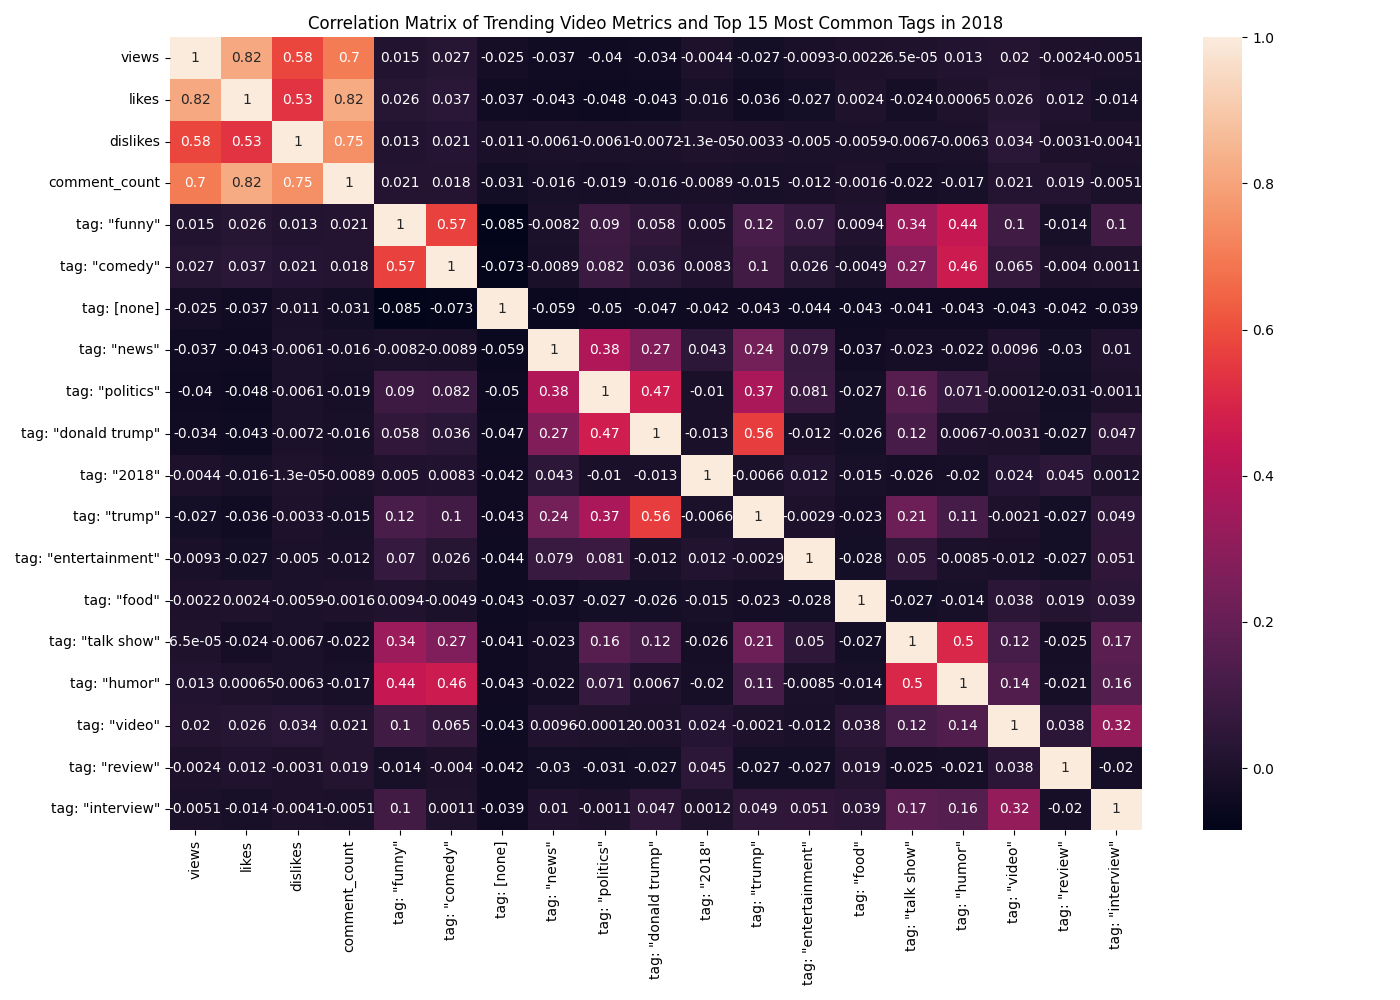 Correlation Matrix of Trending Video Metrics and Top 15 Most Common Tags in 2018
views 1 0.82 0.58 0.7 0.015 0.027 -0.025 -0.037 -0.04 -0.034 -0.0044 -0.027 -0.0093 -0.0022 6.5e-05 0.013 0.02 -0.0024 -0.0051
likes 0.82 1 0.53 0.82 0.026 0.037 -0.037 -0.043 -0.048 -0.043 -0.016 -0.036 -0.027 0.0024 -0.024 0.00065 0.026 0.012 -0.014
dislikes 0.58 0.53 1 0.75 0.013 0.021 -0.011 -0.0061 -0.0061 -0.0072 -1.3e-05 -0.0033 -0.005 -0.0059 -0.0067 -0.0063 0.034 -0.0031 -0.0041
comment_count 0.7 0.82 0.75 1 0.021 0.018 -0.031 -0.016 -0.019 -0.016 -0.0089 -0.015 -0.012 -0.0016 -0.022 -0.017 0.021 0.019 -0.0051
tag: "funny" 0.015 0.026 0.013 0.021 1 0.57 -0.085 -0.0082 0.09 0.058 0.005 0.12 0.07 0.0094 0.34 0.44 0.1 -0.014 0.1
tag: "comedy" 0.027 0.037 0.021 0.018 0.57 1 -0.073 -0.0089 0.082 0.036 0.0083 0.1 0.026 -0.0049 0.27 0.46 0.065 -0.004 0.0011
tag: [none] -0.025 -0.037 -0.011 -0.031 -0.085 -0.073 1 -0.059 -0.05 -0.047 -0.042 -0.043 -0.044 -0.043 -0.041 -0.043 -0.043 -0.042 -0.039
tag: "news" -0.037 -0.043 -0.0061 -0.016 -0.0082 -0.0089 -0.059 1 0.38 0.27 0.043 0.24 0.079 -0.037 -0.023 -0.022 0.0096 -0.03 0.01
tag: "politics" -0.04 -0.048 -0.0061 -0.019 0.09 0.082 -0.05 0.38 1 0.47 -0.01 0.37 0.081 -0.027 0.16 0.071 -0.00012 -0.031 -0.0011
tag: "donald trump" -0.034 -0.043 -0.0072 -0.016 0.058 0.036 -0.047 0.27 0.47 1 -0.013 0.56 -0.012 -0.026 0.12 0.0067 -0.0031 -0.027 0.047
tag: "2018" -0.0044 -0.016 -1.3e-05 -0.0089 0.005 0.0083 -0.042 0.043 -0.01 -0.013 1 -0.0066 0.012 -0.015 -0.026 -0.02 0.024 0.045 0.0012
tag: "trump" -0.027 -0.036 -0.0033 -0.015 0.12 0.1 -0.043 0.24 0.37 0.56 -0.0066 1 -0.0029 -0.023 0.21 0.11 -0.0021 -0.027 0.049
tag: "entertainment" -0.0093 -0.027 -0.005 -0.012 0.07 0.026 -0.044 0.079 0.081 -0.012 0.012 -0.0029 1 -0.028 0.05 -0.0085 -0.012 -0.027 0.051
tag: "food" -0.0022 0.0024 -0.0059 -0.0016 0.0094 -0.0049 -0.043 -0.037 -0.027 -0.026 -0.015 -0.023 -0.028 1 -0.027 -0.014 0.038 0.019 0.039
tag: "talk show" 6.5e-05 -0.024 -0.0067 -0.022 0.34 0.27 -0.041 -0.023 0.16 0.12 -0.026 0.21 0.05 -0.027 1 0.5 0.12 -0.025 0.17
tag: "humor" 0.013 0.00065 -0.0063 -0.017 0.44 0.46 -0.043 -0.022 0.071 0.0067 -0.02 0.11 -0.0085 -0.014 0.5 1 0.14 -0.021 0.16
tag: "video" 0.02 0.026 0.034 0.021 0.1 0.065 -0.043 0.0096 -0.00012 -0.0031 0.024 -0.0021 -0.012 0.038 0.12 0.14 1 0.038 0.32
tag: "review" -0.0024 0.012 -0.0031 0.019 -0.014 -0.004 -0.042 -0.03 -0.031 -0.027 0.045 -0.027 -0.027 0.019 -0.025 -0.021 0.038 1 -0.02
tag: "interview" -0.0051 -0.014 -0.0041 -0.0051 0.1 0.0011 -0.039 0.01 -0.0011 0.047 0.0012 0.049 0.051 0.039 0.17 0.16 0.32 -0.02 1
views
likes
dislikes
comment_count
tag: "funny"
tag: "comedy"
tag: [none]
tag: "news"
tag: "politics"
tag: "donald trump"
tag: "2018"
tag: "trump"
tag: "entertainment"
tag: "food"
tag: "talk show"
tag: "humor"
tag: "video"
tag: "review"
tag: "interview"
1.0
0.8
0.6
0.4
0.2
0.0